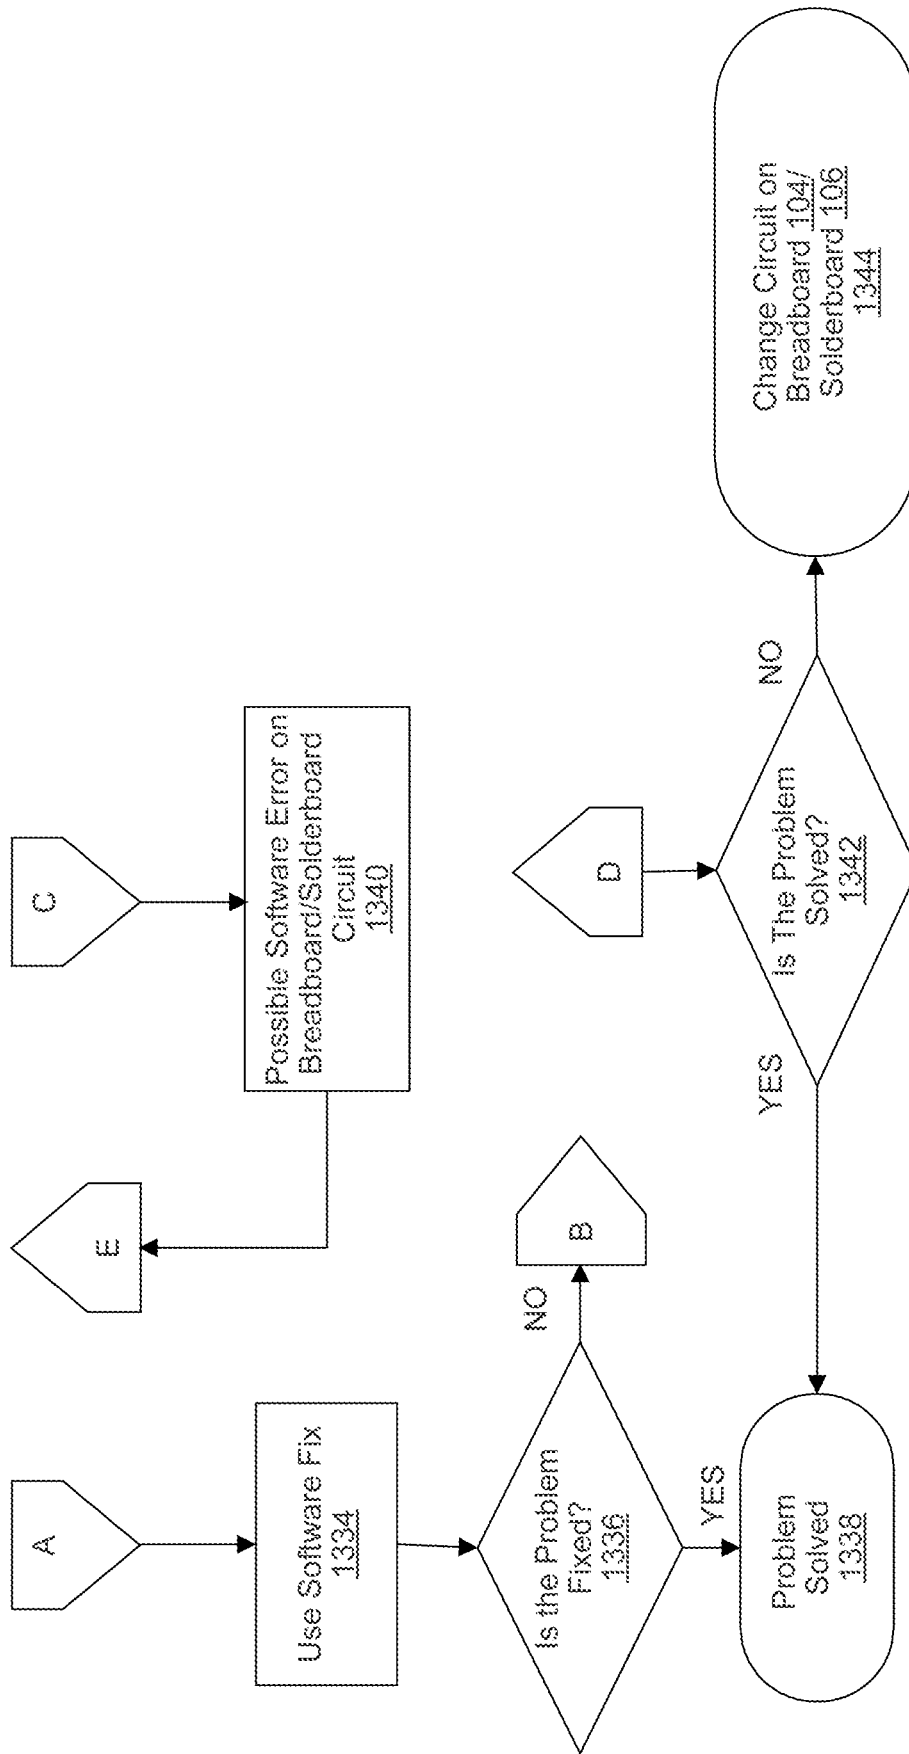 A
Use Software Fix
1334
Is the Problem
Fixed?
1336
NO
B
YES
Problem
Solved
1338
E
C
Possible Software Error on
Breadboard/Solderboard
Circuit
1340
D
Is The Problem
Solved?
1342
YES
NO
Change Circuit on
Breadboard 104/
Solderboard 106
1344